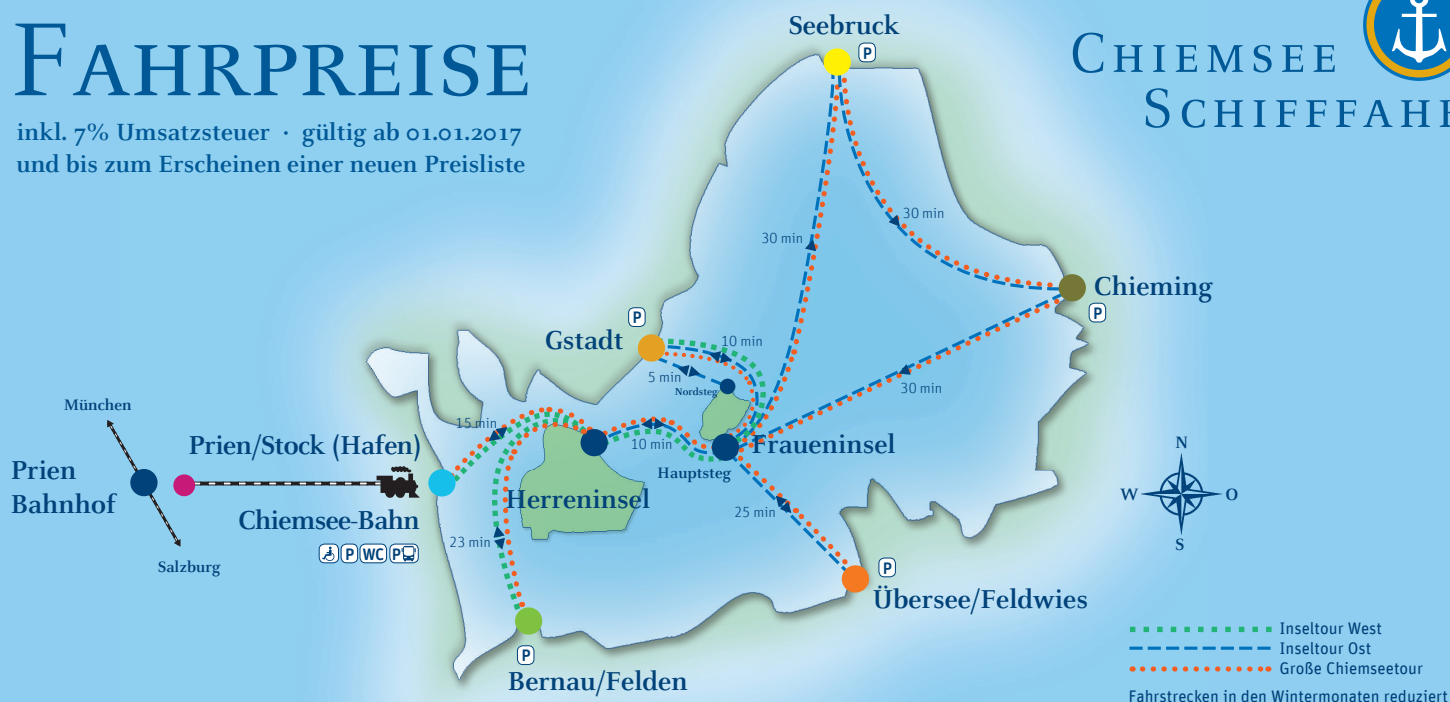 FAHRPREISE
inkl. 7% Umsatzsteuer · gültig ab 01.01.2017
und bis zum Erscheinen einer neuen Preisliste
CHIEMSEE
SCHIFFFAH
Seebruck
P
30 min
30 min
Chieming
P
Gstadt
P
10 min
5 min
Nordsteg
30 min
München
Prien/Stock (Hafen)
15 min
10 min
Fraueninsel
Hauptsteg
Prien
Bahnhof
Herreninsel
Chiemsee-Bahn
P WC P
23 min
25 min
Salzburg
P
Übersee/Feldwies
P
Bernau/Felden
N
W O
S
Inseltour West
Inseltour Ost
Große Chiemseetour
Fahrstrecken in den Wintermonaten reduziert